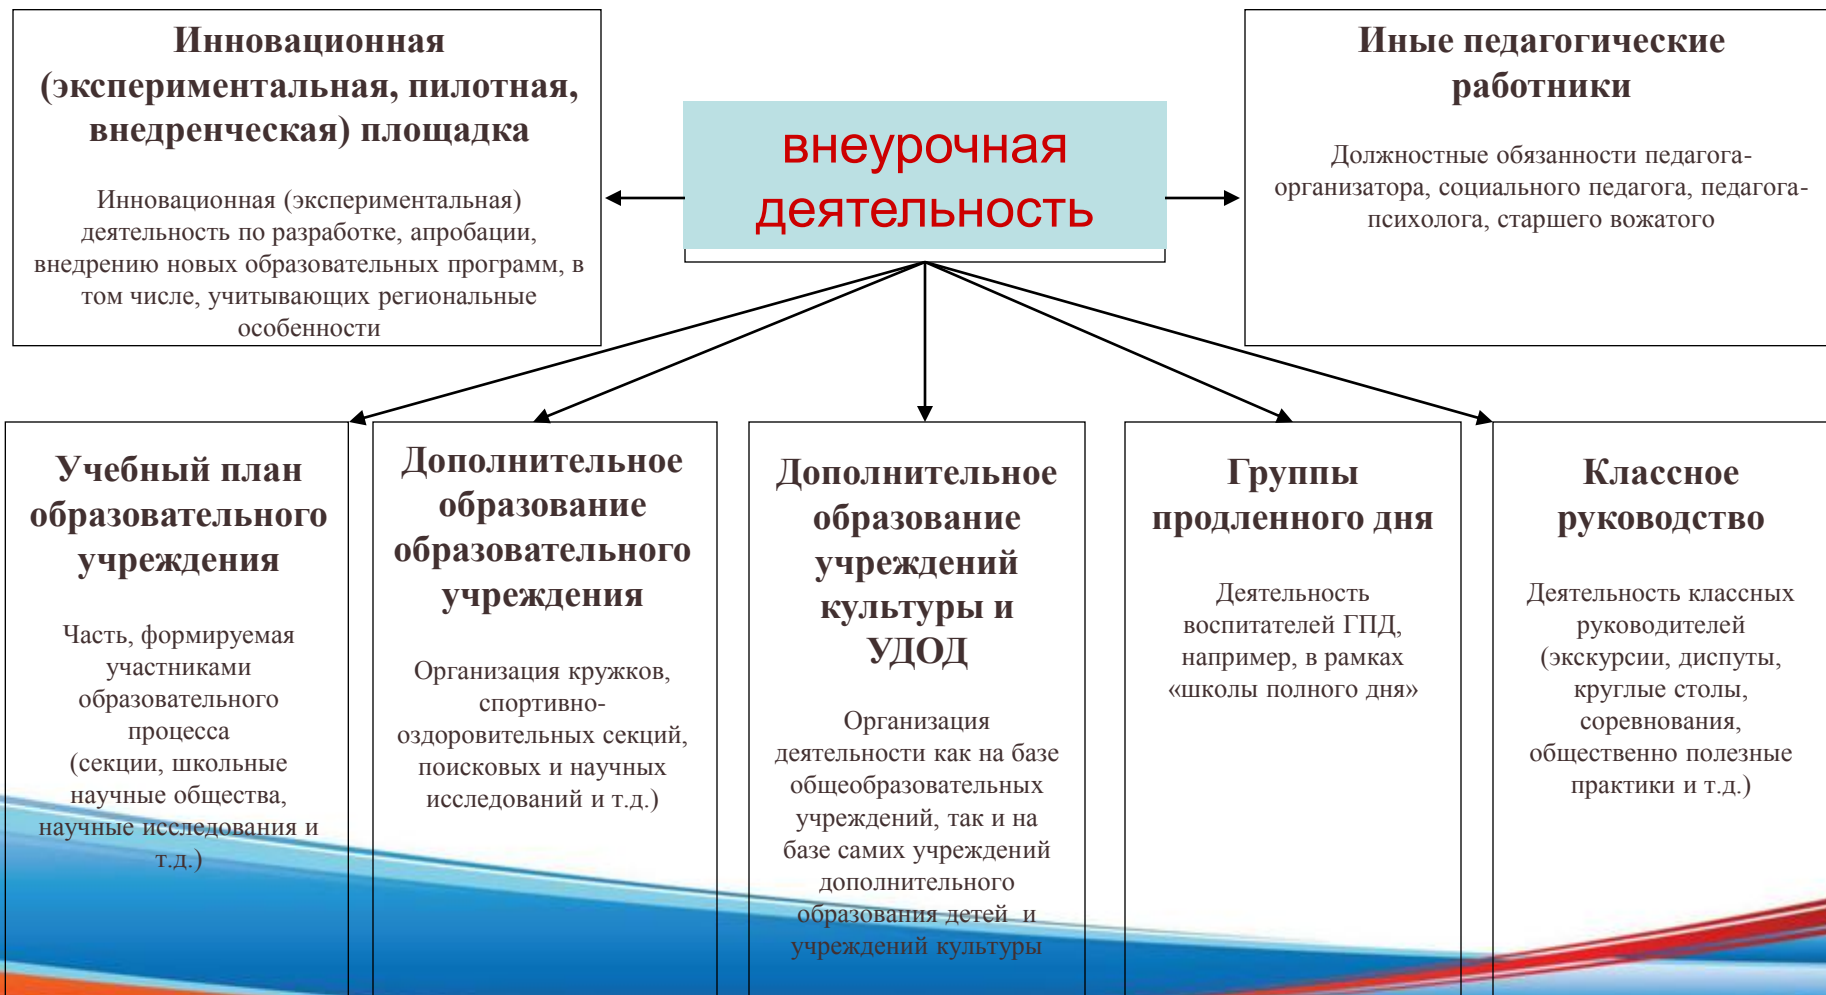 Инновационная
(экспериментальная, пилотная,
внедренческая) площадка
Инновационная (экспериментальная)
деятельность по разработке, апробации,
внедрению новых образовательных программ, в
том числе, учитывающих региональные
особенности
внеурочная
деятельность
Иные педагогические
работники
Должностные обязанности педагога-
организатора, социального педагога, педагога-
психолога, старшего вожатого
Учебный план
образовательного
учреждения
Часть, формируемая
участниками
образовательного
процесса
(секции, школьные
научные общества,
научные исследования и
т.д.)
Дополнительное
образование
образовательного
учреждения
Организация кружков,
спортивно-
оздоровительных секций,
поисковых и научных
исследований и т.д.)
Дополнительное
образование
учреждений
культуры и
УДОД
Организация
деятельности как на базе
общеобразовательных
учреждений, так и на
базе самих учреждений
дополнительного
образования детей  и
учреждений культуры
Группы
продленного дня
Деятельность
воспитателей ГПД,
например, в рамках
«школы полного дня»
Классное
руководство
Деятельность классных
руководителей
(экскурсии, диспуты,
круглые столы,
соревнования,
общественно полезные
практики и т.д.)